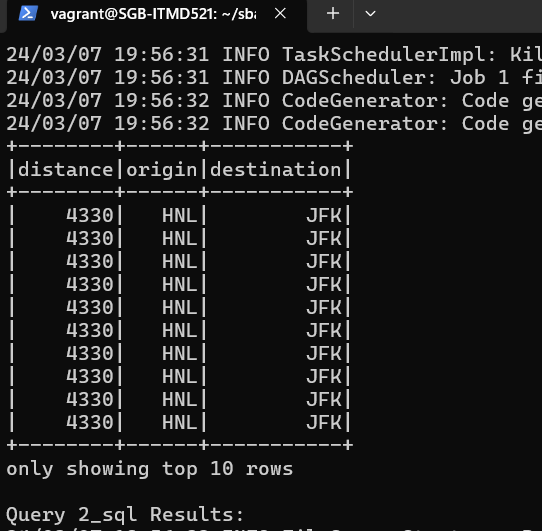 vagrant@SGB-ITMD521: ~/sba
24/03/07 19:56:31 INFO TaskSchedulerImpl: Kil
24/03/07 19:56:31 INFO DAGScheduler: Job 1 fi
24/03/07 19:56:32 INFO CodeGenerator: Code ge
24/03/07 19:56:32 INFO CodeGenerator: Code ge
+--------+------+-----------+
|distance|origin|destination|
+--------+------+-----------+
|    4330|   HNL|        JFK|
|    4330|   HNL|        JFK|
|    4330|   HNL|        JFK|
|    4330|   HNL|        JFK|
|    4330|   HNL|        JFK|
|    4330|   HNL|        JFK|
|    4330|   HNL|        JFK|
|    4330|   HNL|        JFK|
|    4330|   HNL|        JFK|
|    4330|   HNL|        JFK|
+--------+------+-----------+
only showing top 10 rows
Query 2_sql Results: